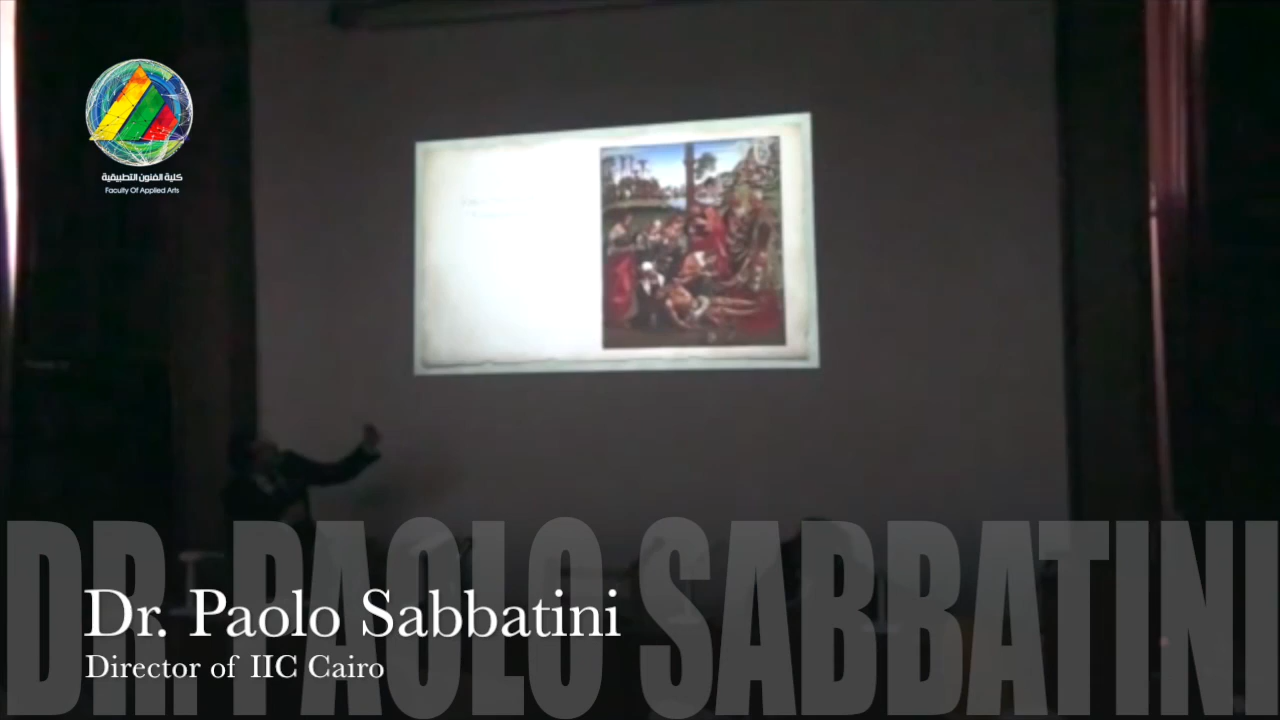 كلية الفنون التطبيقية
Faculty Of Applied Arts
DR. PAOLO SABBATINI
Dr. Paolo Sabbatini
Director of IIC Cairo